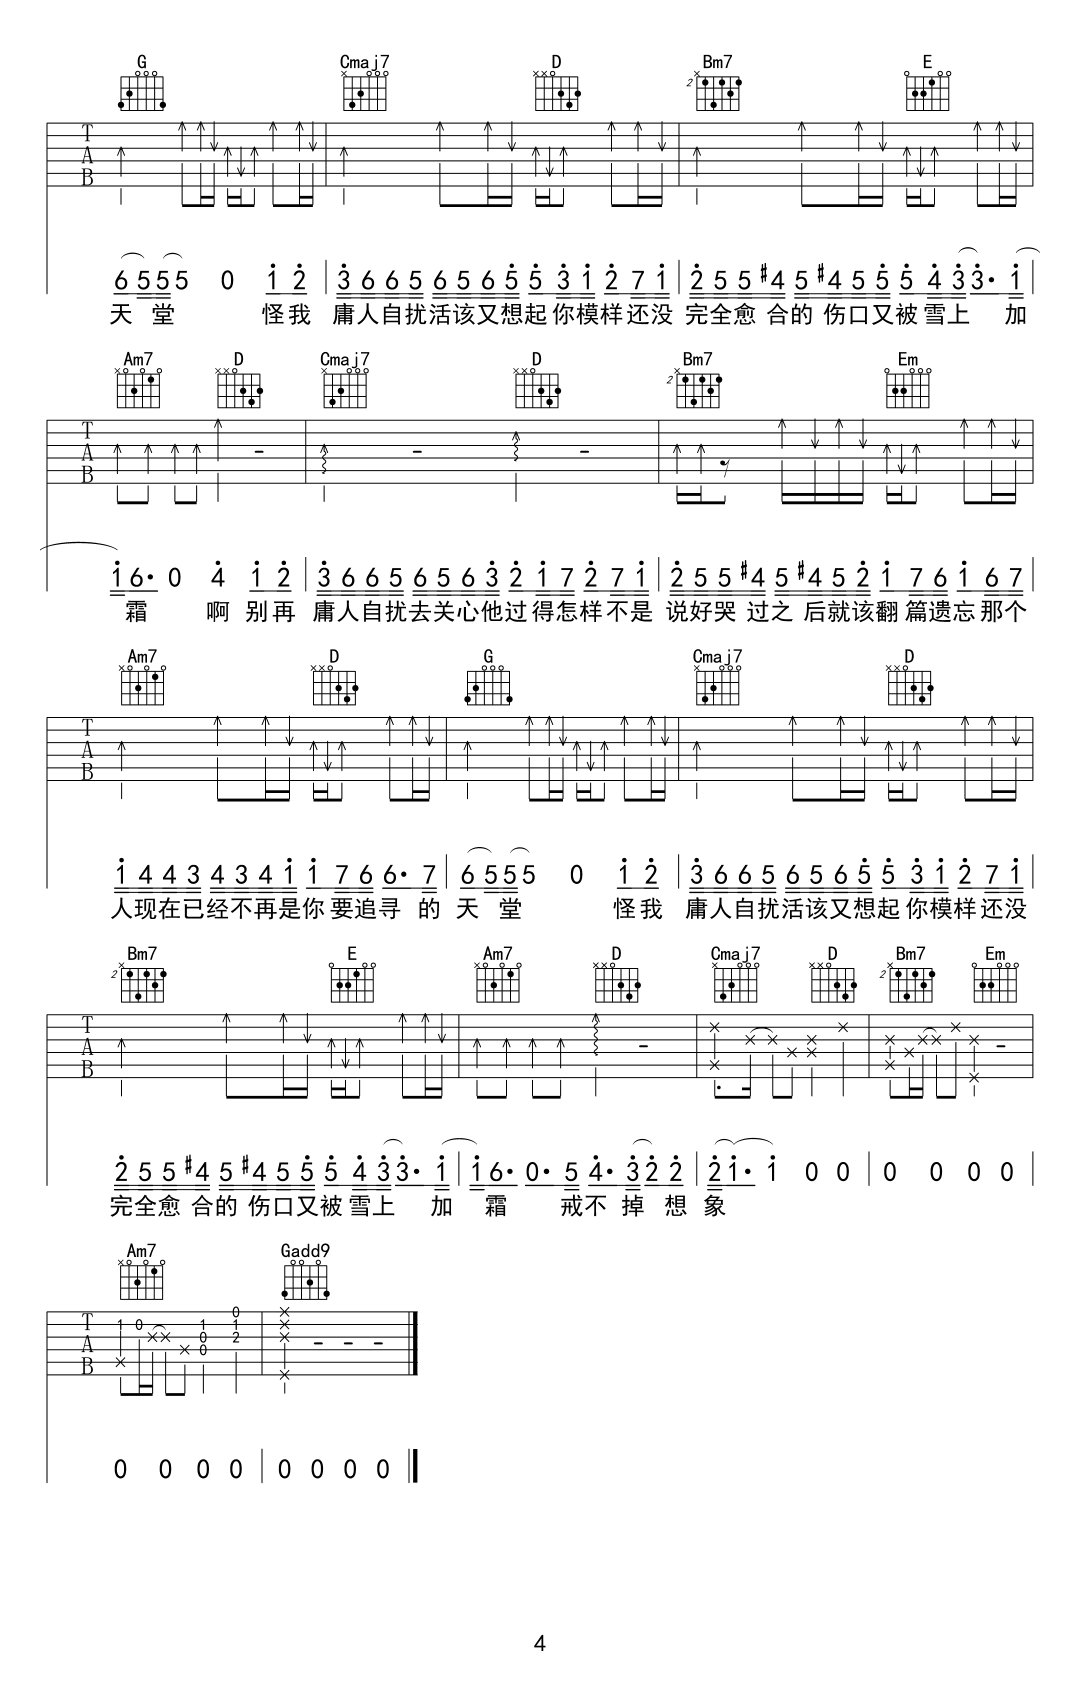 G Cmaj7 D Bm7 E
× ×× 2 ×
T A B
6 5 5 5 0 1 2 3 6 6 5 6 5 6 5 5 3 1 2 7 1 2 5 5 #4 5 #4 5 5 5 4 3 3· 1
天 堂 怪我 庸人自扰活该又想起你模样还没 完全愈 合的 伤口又被雪上 加
Am7 D Cmaj7 D Bm7 Em
× ×× × ×× 2 ×
T A B - - -
1 6· 0 4 1 2 3 6 6 5 6 5 6 3 2 1 7 2 7 1 2 5 5 #4 5 #4 5 2 1 7 6 1 6 7
霜 啊 别再 庸人自扰去关心他过得怎样不是 说好哭 过之 后就该翻 篇遗忘那个
Am7 D G Cmaj7 D
× ×× × ××
T A B
1 4 4 3 4 3 4 1 1 7 6 6· 7 6 5 5 5 0 1 2 3 6 6 5 6 5 6 5 5 3 1 2 7 1
人现在已经不再是你 要追寻 的 天 堂 怪我 庸人自扰活该又想起 你模样还没
Bm7 E Am7 D Cmaj7 D Bm7 Em
2 × × ×× × ×× 2 ×
T A B - -
2 5 5 #4 5 #4 5 5 5 4 3 3· 1 1 6· 0· 5 4· 3 2 2 2 1· 1 0 0 0 0 0 0
完全愈 合的 伤口又被雪上 加 霜 戒不 掉 想 象
Am7 Gadd9
×
T A B 1 0 1 0 0 0 1 2 - - -
0 0 0 0 0 0 0 0
4